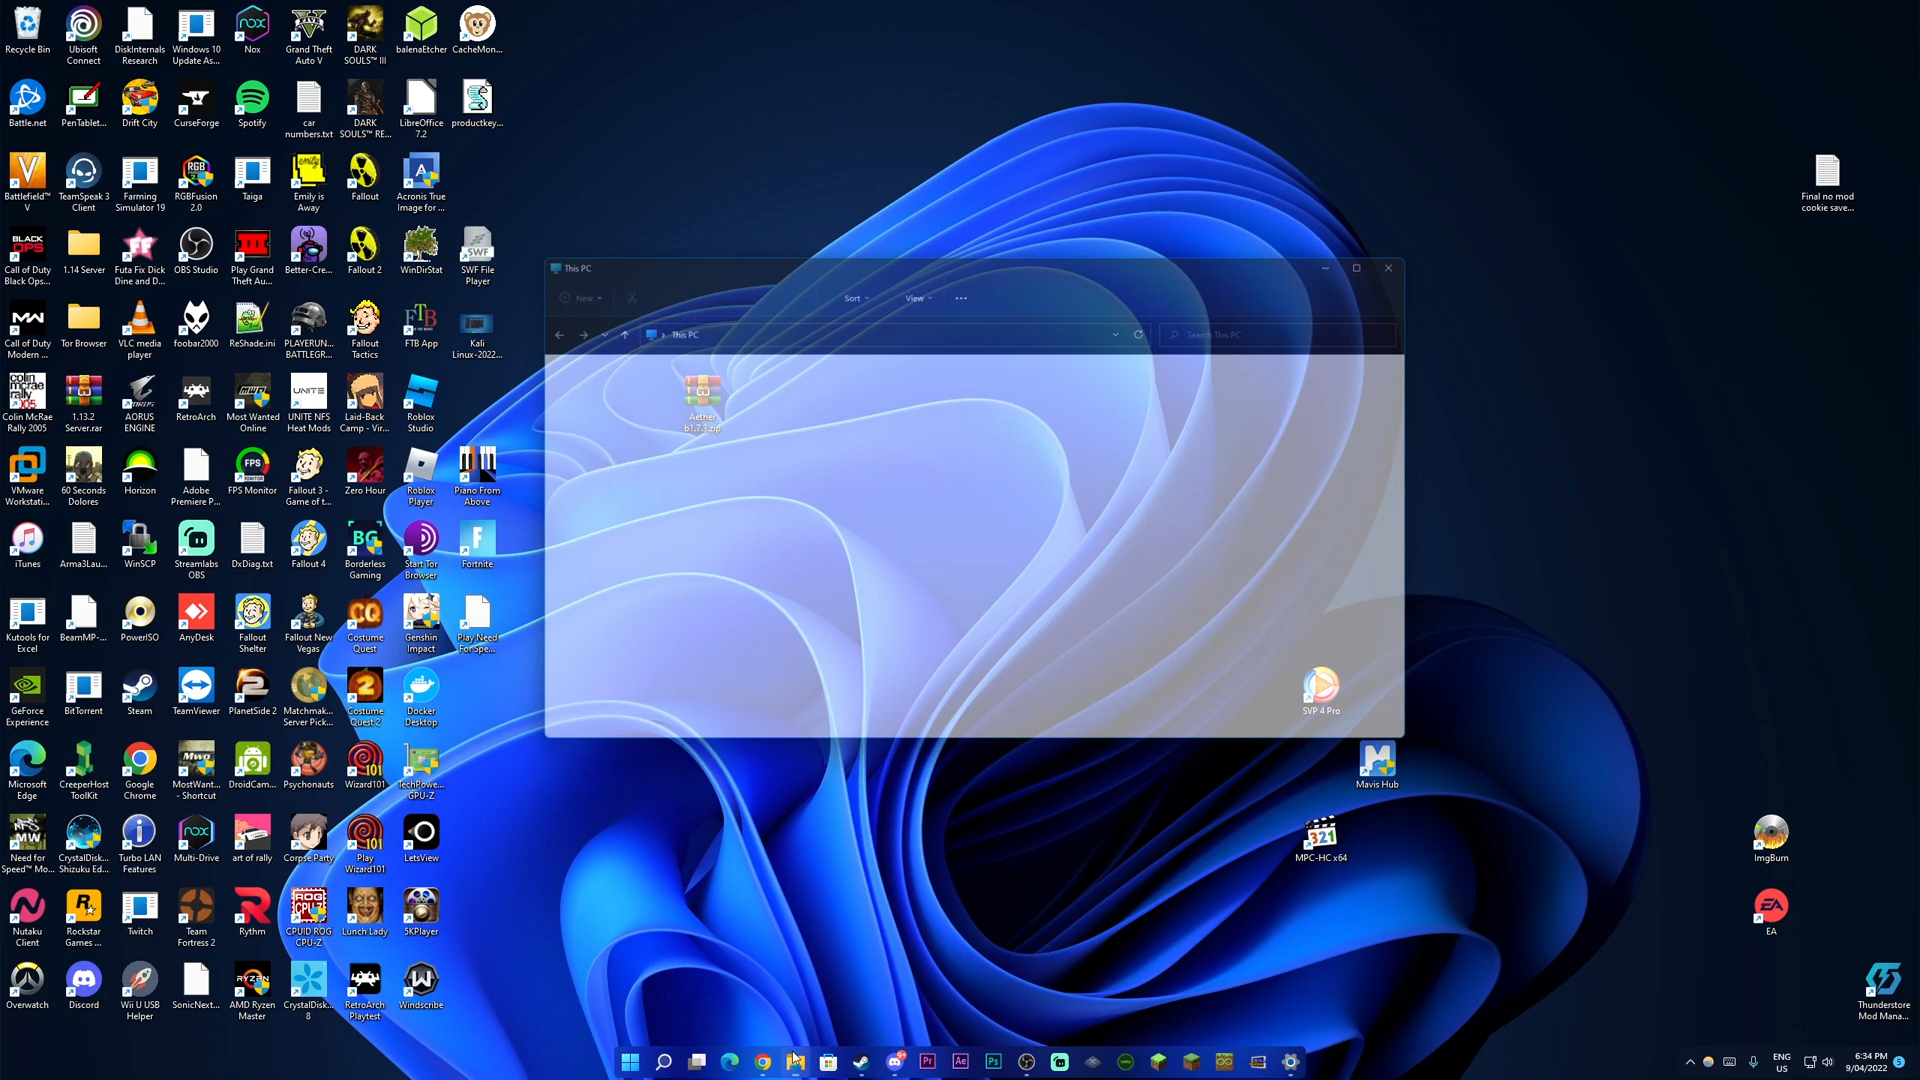 Recycle Bin
Ubisoft
Connect
DiskInternals
Research
Windows 10
Update As...
Nox
Grand Theft
Auto V
DARK
SOULS™ III
balenaEtcher
CacheMon...
Battle.net
PenTablet...
Drift City
CurseForge
Spotify
car
numbers.txt
DARK
SOULS™ RE...
LibreOffice
7.2
productkey...
Battlefield™
V
TeamSpeak 3
Client
Farming
Simulator 19
RGBFusion
2.0
Taiga
Emily is
Away
Fallout
Acronis True
Image for ...
Final no mod
cookie save...
Call of Duty
Black Ops...
1.14 Server
Futa Fix Dick
Dine and D...
OBS Studio
Play Grand
Theft Au...
Better-Cre...
Fallout 2
WinDirStat
SWF File
Player
This PC
New
Sort
View
This PC
Search This PC
Call of Duty
Modern ...
Tor Browser
VLC media
player
foobar2000
ReShade.ini
PLAYERUN...
BATTLEGR...
Fallout
Tactics
FTB App
Kali
Linux-2022...
Colin McRae
Rally 2005
1.13.2
Server.rar
AORUS
ENGINE
RetroArch
Most Wanted
Online
UNITE NFS
Heat Mods
Laid-Back
Camp - Vir...
Roblox
Studio
Aether
b1.7.3.zip
VMware
Workstati...
60 Seconds
Dolores
Horizon
Adobe
Premiere P...
FPS Monitor
Fallout 3 -
Game of t...
Zero Hour
Roblox
Player
Piano From
Above
iTunes
Arma3Lau...
WinSCP
Streamlabs
OBS
DxDiag.txt
Fallout 4
Borderless
Gaming
Start Tor
Browser
Fortnite
Kutools for
Excel
BeamMP-...
PowerISO
AnyDesk
Fallout
Shelter
Fallout New
Vegas
Costume
Quest
Genshin
Impact
Play Need
For Spe...
GeForce
Experience
BitTorrent
Steam
TeamViewer
PlanetSide 2
Matchmak...
Server Pick...
Costume
Quest 2
Docker
Desktop
SVP 4 Pro
Microsoft
Edge
CreeperHost
ToolKit
Google
Chrome
MostWant...
- Shortcut
DroidCam...
Psychonauts
Wizard101
TechPowe...
GPU-Z
Mavis Hub
Need for
Speed™ Mo...
CrystalDisk...
Shizuku Ed...
Turbo LAN
Features
Multi-Drive
art of rally
Corpse Party
Play
Wizard101
LetsView
MPC-HC x64
ImgBurn
Nutaku
Client
Rockstar
Games ...
Twitch
Team
Fortress 2
Rythm
CPUID ROG
CPU-Z
Lunch Lady
5KPlayer
EA
Overwatch
Discord
Wii U USB
Helper
SonicNext...
AMD Ryzen
Master
CrystalDisk...
8
RetroArch
Playtest
Windscribe
Thunderstore
Mod Mana...
ENG
US
6:34 PM
9/04/2022
5